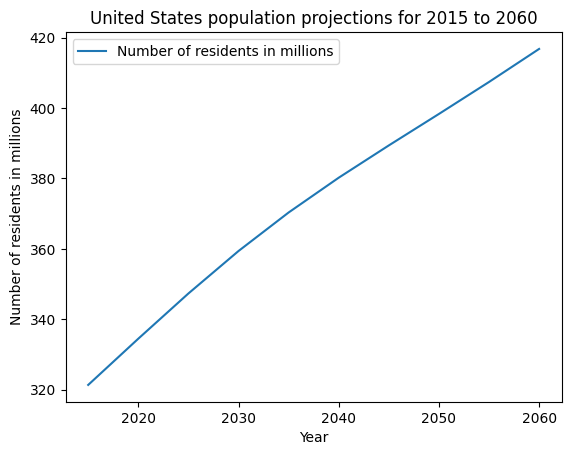 United States population projections for 2015 to 2060
Number of residents in millions
420
400
380
360
340
320
Number of residents in millions
2020 2030 2040 2050 2060
Year